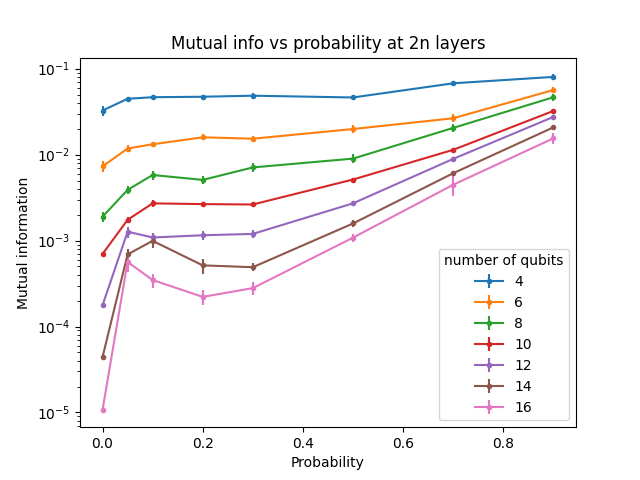 Mutual info vs probability at 2n layers
Mutual information
10⁻¹
10⁻²
10⁻³
10⁻⁴
10⁻⁵
0.0 0.2 0.4 0.6 0.8
Probability
number of qubits
4
6
8
10
12
14
16